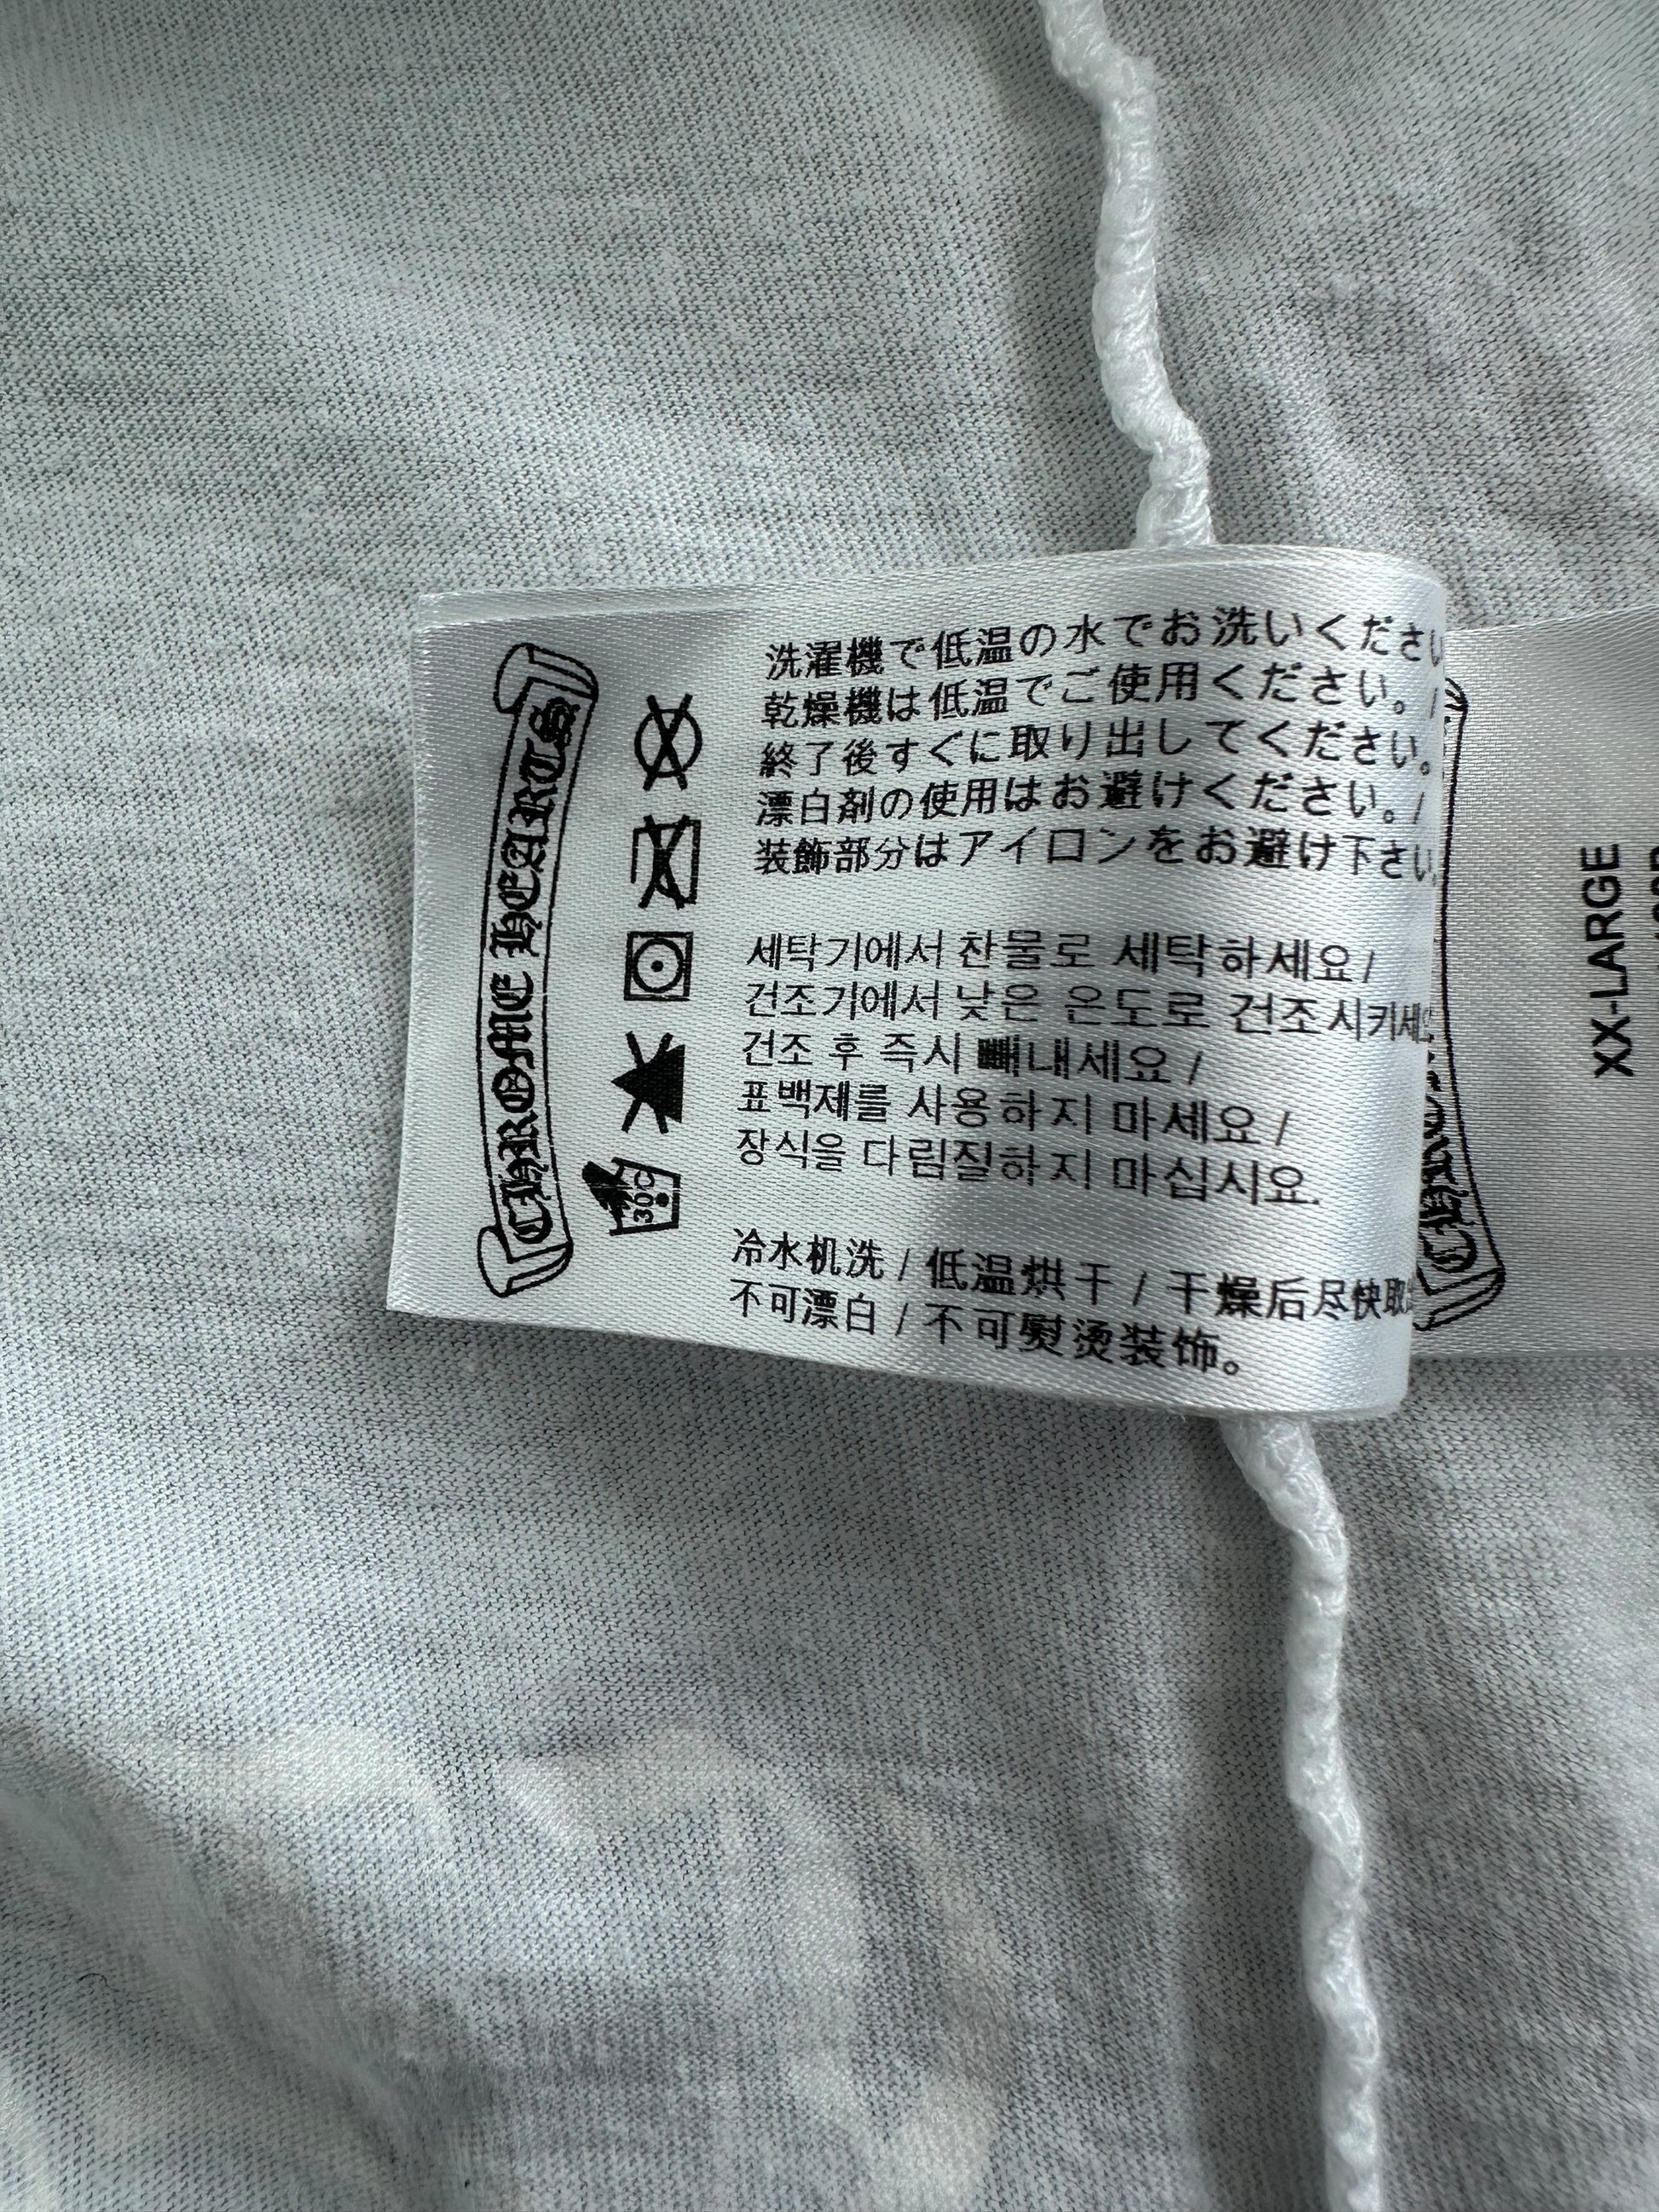 CHROME HEARTS
洗濯機で低温の水でお洗いくださ
乾燥機は低温でご使用ください。/
終了後すぐに取り出してください。
漂白剤の使用はお避けください。/
装飾部分はアイロンをお避け下さい
세탁기에서 찬물로 세탁하세요/
건조기에서 낮은 온도로 건조시키세
건조 후 즉시 빼내세요 /
표백제를 사용하지 마세요 /
장식을 다림질하지 마십시요.
冷水机洗 / 低温烘干 / 干燥后尽快取
不可漂白 / 不可熨烫装饰。
30C
XX-LARGE